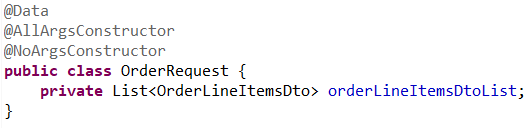 @Data
@AllArgsConstructor
@NoArgsConstructor
public class OrderRequest {
    private List<OrderLineItemsDto> orderLineItemsDtoList;
}